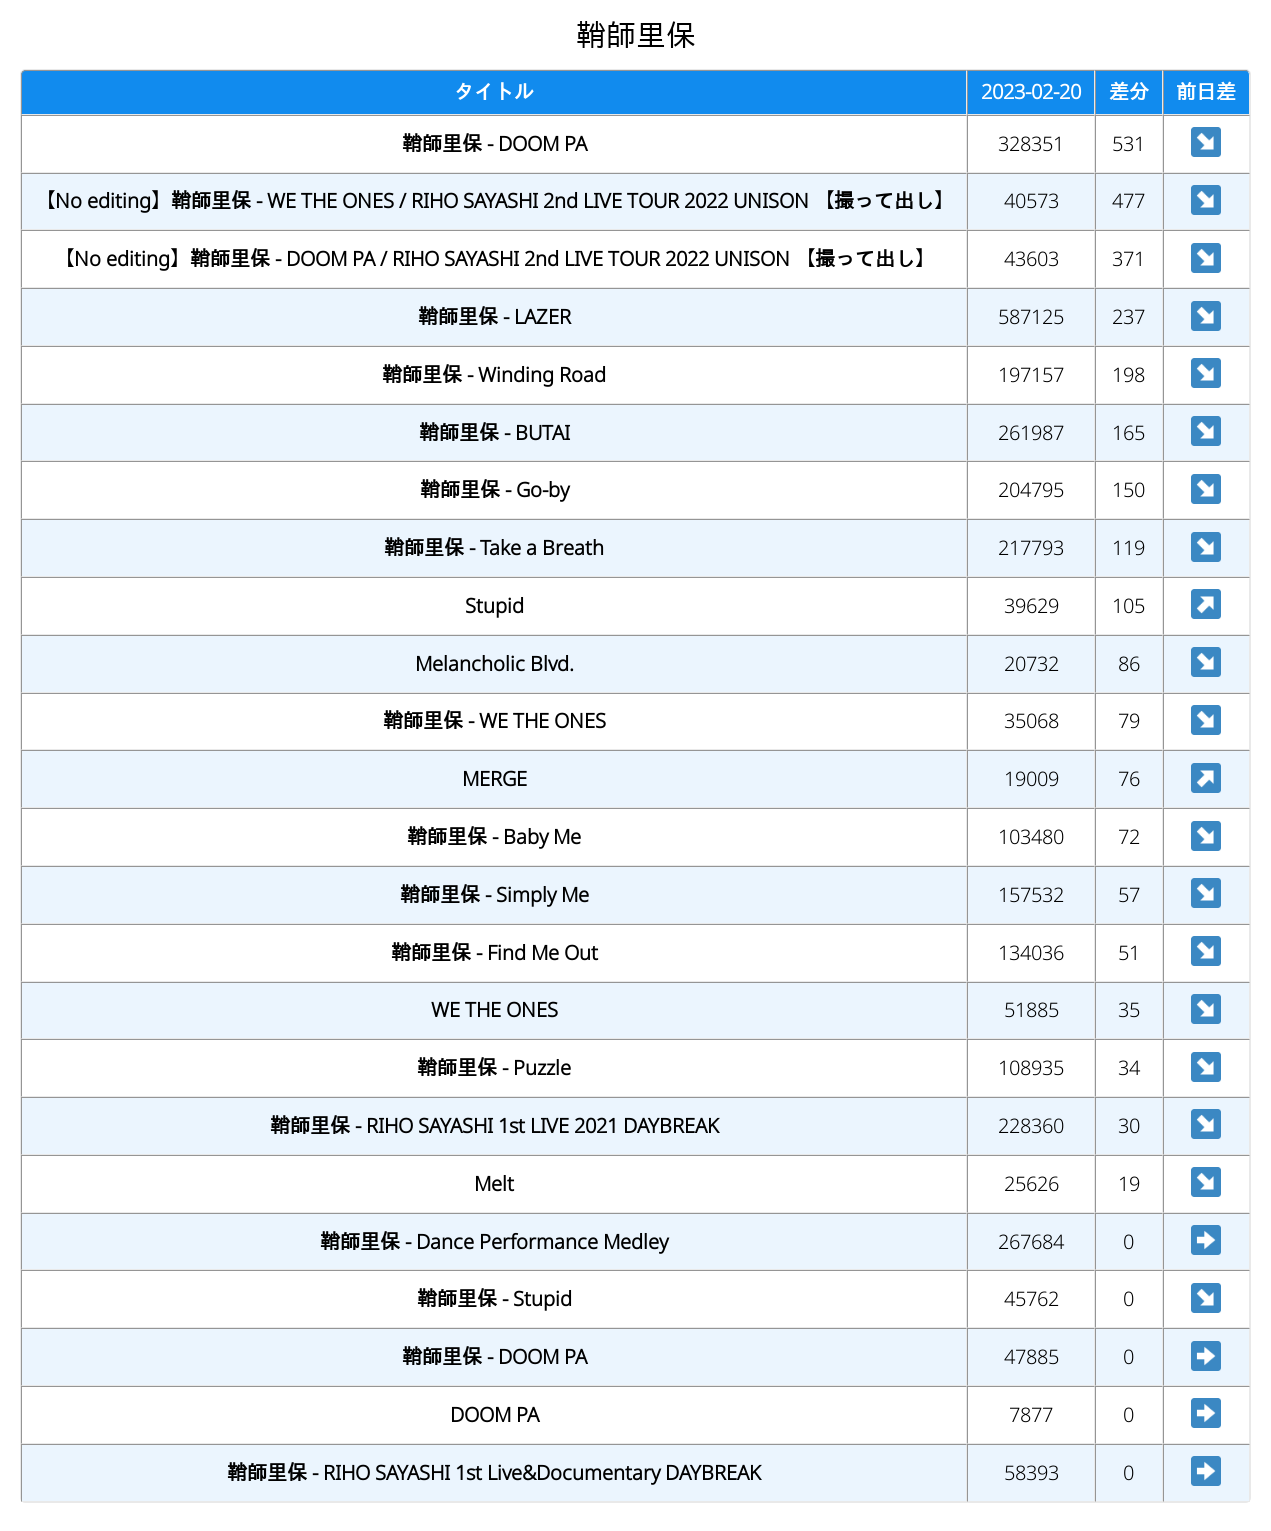 鞘師里保
タイトル 2023-02-20 差分 前日差
鞘師里保 - DOOM PA 328351 531 ↘
【No editing】鞘師里保 - WE THE ONES / RIHO SAYASHI 2nd LIVE TOUR 2022 UNISON 【撮って出し】 40573 477 ↘
【No editing】鞘師里保 - DOOM PA / RIHO SAYASHI 2nd LIVE TOUR 2022 UNISON 【撮って出し】 43603 371 ↘
鞘師里保 - LAZER 587125 237 ↘
鞘師里保 - Winding Road 197157 198 ↘
鞘師里保 - BUTAI 261987 165 ↘
鞘師里保 - Go-by 204795 150 ↘
鞘師里保 - Take a Breath 217793 119 ↘
Stupid 39629 105 ↗
Melancholic Blvd. 20732 86 ↘
鞘師里保 - WE THE ONES 35068 79 ↘
MERGE 19009 76 ↗
鞘師里保 - Baby Me 103480 72 ↘
鞘師里保 - Simply Me 157532 57 ↘
鞘師里保 - Find Me Out 134036 51 ↘
WE THE ONES 51885 35 ↘
鞘師里保 - Puzzle 108935 34 ↘
鞘師里保 - RIHO SAYASHI 1st LIVE 2021 DAYBREAK 228360 30 ↘
Melt 25626 19 ↘
鞘師里保 - Dance Performance Medley 267684 0 ➡
鞘師里保 - Stupid 45762 0 ↘
鞘師里保 - DOOM PA 47885 0 ➡
DOOM PA 7877 0 ➡
鞘師里保 - RIHO SAYASHI 1st Live&Documentary DAYBREAK 58393 0 ➡